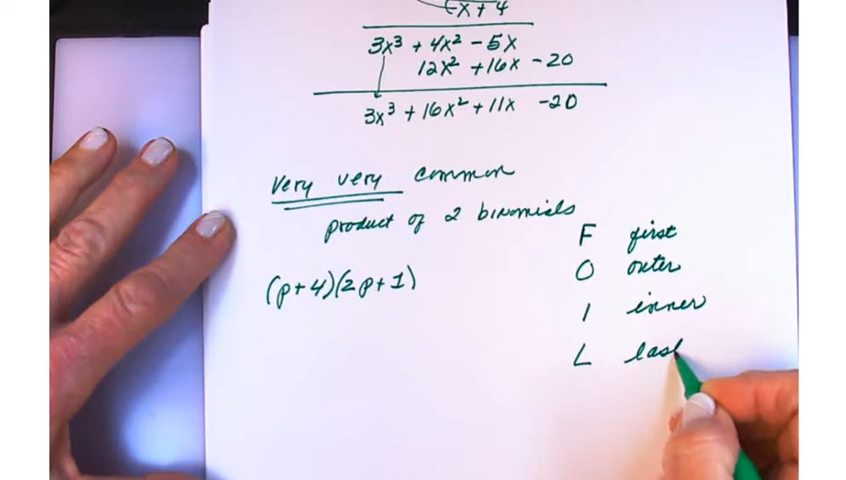 x + 4
3x³ + 4x² - 5x
12x² + 16x - 20
3x³ + 16x² + 11x - 20
Very very common
product of 2 binomials
F first
O outer
(p + 4)(2p + 1)
I inner
L last